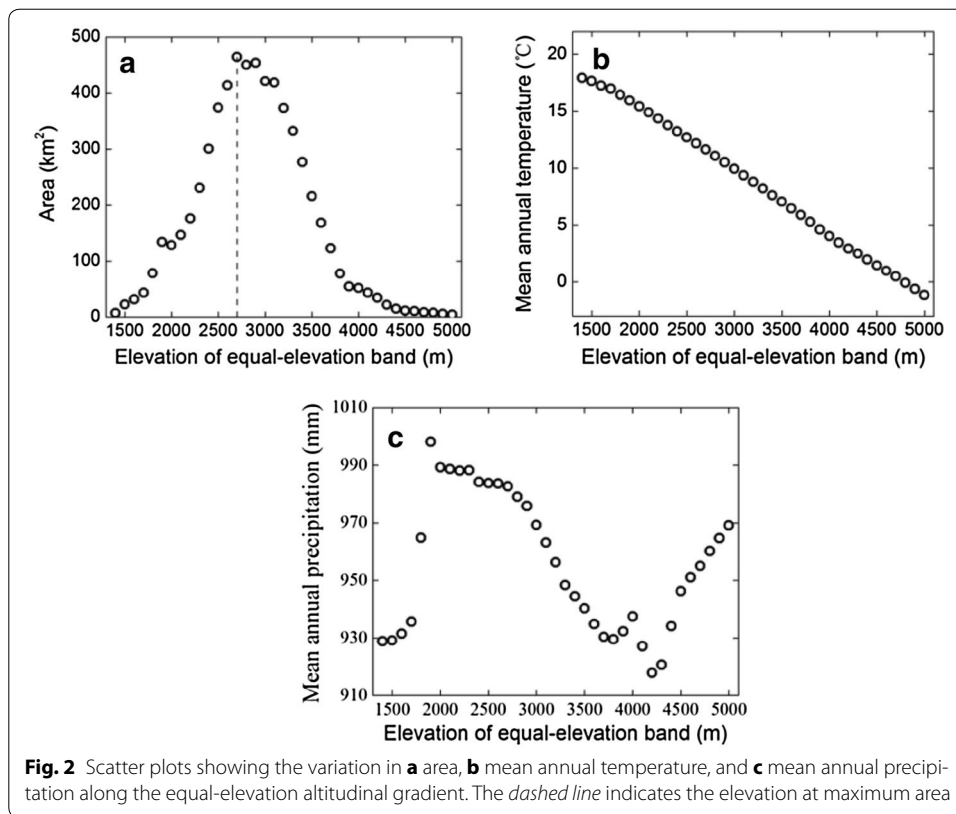 a
500
400
300
200
100
0
Area (km²)
1500 2000 2500 3000 3500 4000 4500 5000
Elevation of equal-elevation band (m)
b
20
15
10
5
0
Mean annual temperature (℃)
1500 2000 2500 3000 3500 4000 4500 5000
Elevation of equal-elevation band (m)
c
1010
990
970
950
930
910
Mean annual precipitation (mm)
1500 2000 2500 3000 3500 4000 4500 5000
Elevation of equal-elevation band (m)
Fig. 2 Scatter plots showing the variation in a area, b mean annual temperature, and c mean annual precipi-
tation along the equal-elevation altitudinal gradient. The dashed line indicates the elevation at maximum area